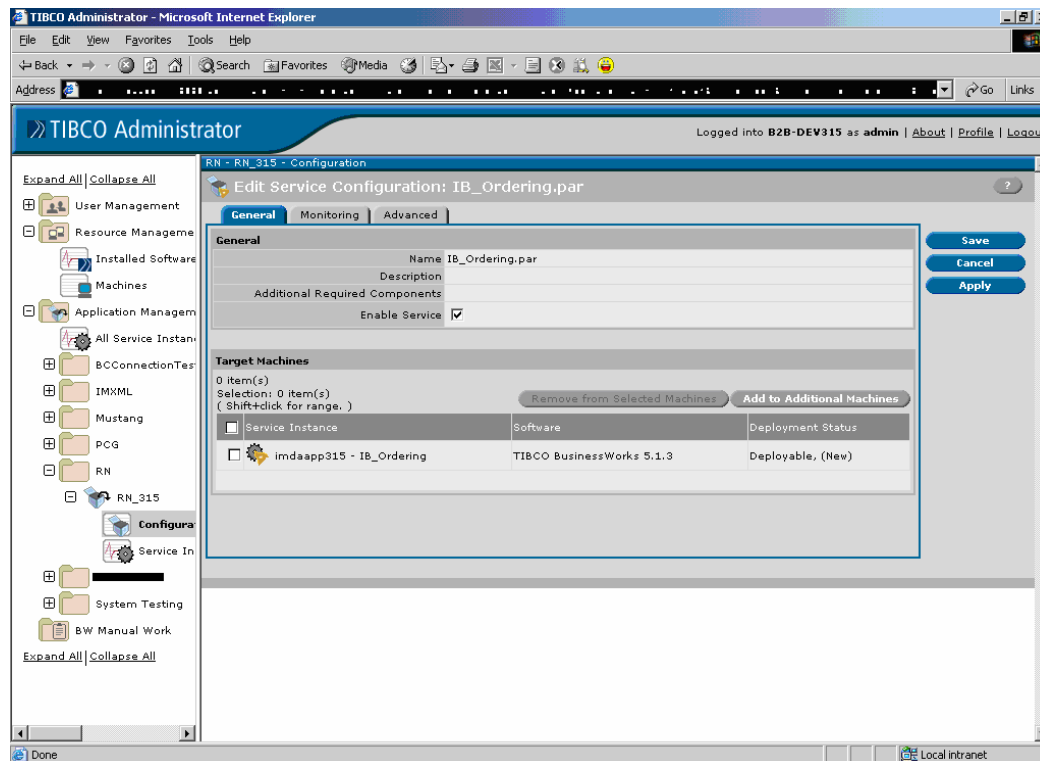 TIBCO Administrator - Microsoft Internet Explorer
File Edit View Favorites Tools Help
Back Search Favorites Media
Address Go Links
TIBCO Administrator
Logged into B2B-DEV315 as admin | About | Profile | Logou
RN - RN_315 - Configuration
Expand All | Collapse All
Edit Service Configuration: IB_Ordering.par
?
User Management
General Monitoring Advanced
Resource Manageme
General
Save
Installed Software
Name IB_Ordering.par
Cancel
Description
Machines
Additional Required Components
Apply
Application Managem
Enable Service
All Service Instan
Target Machines
BCConnectionTes
0 item(s)
Selection: 0 item(s)
( Shift+click for range. )
Remove from Selected Machines Add to Additional Machines
IMXML
Mustang
Service Instance Software Deployment Status
PCG
imdaapp315 - IB_Ordering TIBCO BusinessWorks 5.1.3 Deployable, (New)
RN
RN_315
Configura
Service In
System Testing
BW Manual Work
Expand All | Collapse All
Done Local intranet